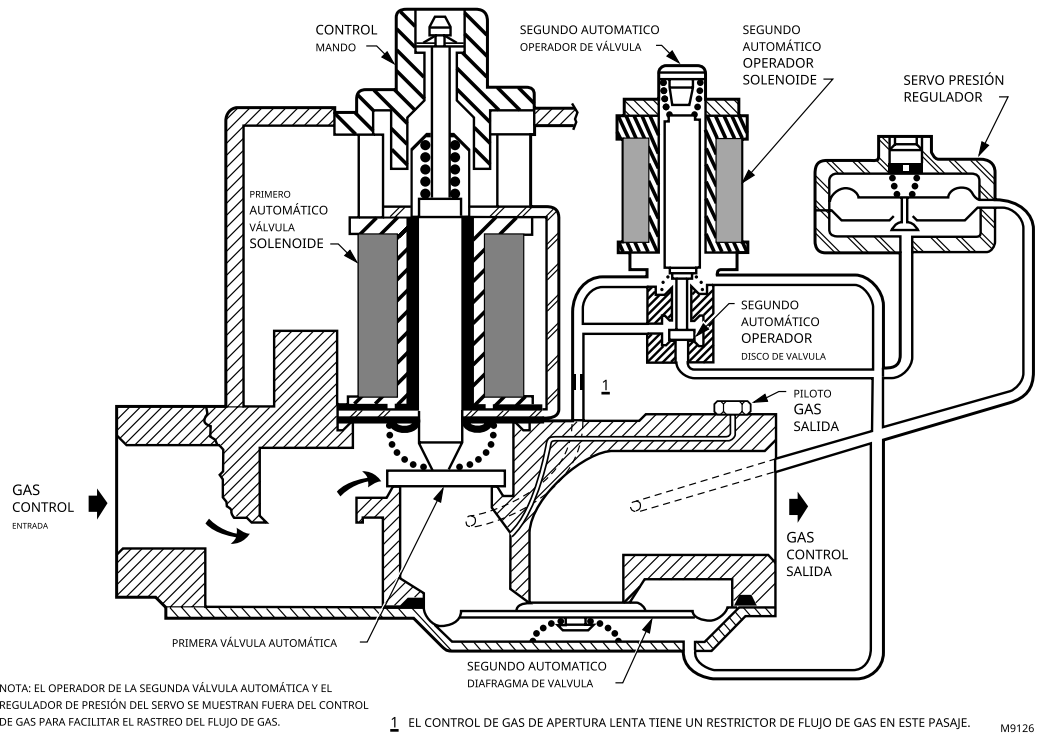 CONTROL
MANDO
SEGUNDO AUTOMATICO
OPERADOR DE VÁLVULA
SEGUNDO
AUTOMÁTICO
OPERADOR
SOLENOIDE
SERVO PRESIÓN
REGULADOR
PRIMERO
AUTOMÁTICO
VÁLVULA
SOLENOIDE
SEGUNDO
AUTOMÁTICO
OPERADOR
DISCO DE VALVULA
1
PILOTO
GAS
SALIDA
GAS
CONTROL
ENTRADA
GAS
CONTROL
SALIDA
PRIMERA VÁLVULA AUTOMÁTICA
SEGUNDO AUTOMATICO
DIAFRAGMA DE VALVULA
NOTA: EL OPERADOR DE LA SEGUNDA VÁLVULA AUTOMÁTICA Y EL
REGULADOR DE PRESIÓN DEL SERVO SE MUESTRAN FUERA DEL CONTROL
DE GAS PARA FACILITAR EL RASTREO DEL FLUJO DE GAS.
1 EL CONTROL DE GAS DE APERTURA LENTA TIENE UN RESTRICTOR DE FLUJO DE GAS EN ESTE PASAJE.
M9126